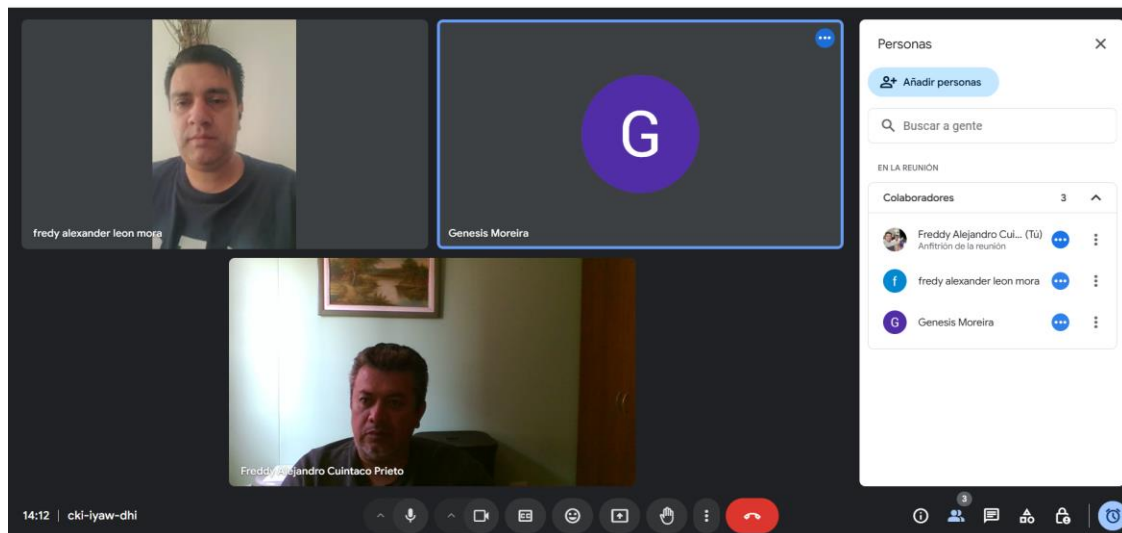 fredy alexander leon mora
G
Genesis Moreira
Freddy Alejandro Cuintaco Prieto
Personas
Añadir personas
Buscar a gente
EN LA REUNIÓN
Colaboradores 3
Freddy Alejandro Cui... (Tú)
Anfitrión de la reunión
f fredy alexander leon mora
G Genesis Moreira
14:12 | cki-iyaw-dhi
CC
3